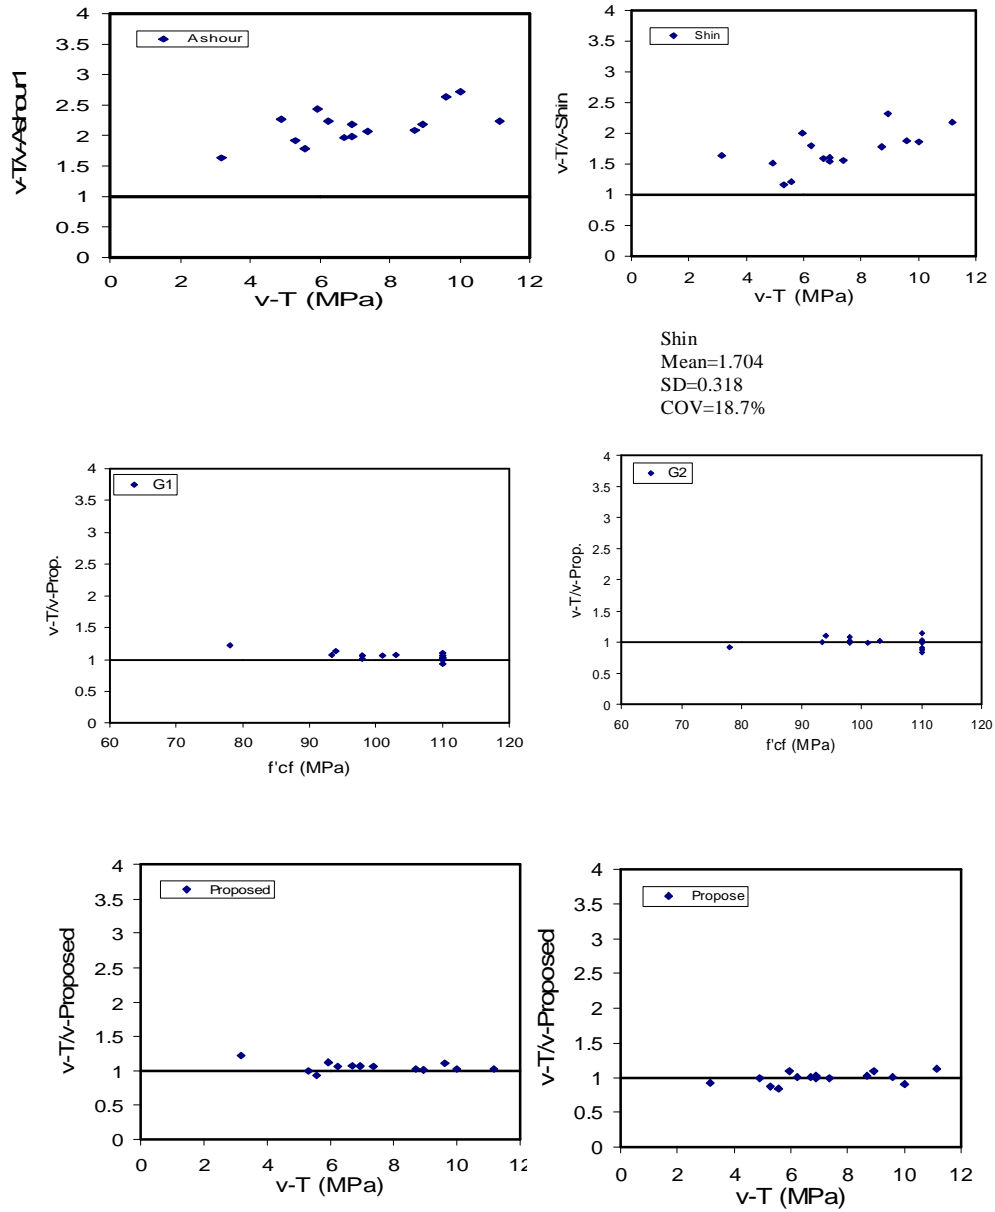 4
3.5
3
2.5
2
1.5
1
0.5
0
v-T/v-Ashour1
Ashour
0 2 4 6 8 10 12
v-T (MPa)
4
3.5
3
2.5
2
1.5
1
0.5
0
v-T/v-Shin
Shin
0 2 4 6 8 10 12
v-T (MPa)
Shin
Mean=1.704
SD=0.318
COV=18.7%
4
3.5
3
2.5
2
1.5
1
0.5
0
v-T/v-Prop.
G1
60 70 80 90 100 110 120
f'cf (MPa)
4
3.5
3
2.5
2
1.5
1
0.5
0
v-T/v-Prop.
G2
60 70 80 90 100 110 120
f'cf (MPa)
4
3.5
3
2.5
2
1.5
1
0.5
0
v-T/v-Proposed
Proposed
0 2 4 6 8 10 12
v-T (MPa)
4
3.5
3
2.5
2
1.5
1
0.5
0
v-T/v-Proposed
Propose
0 2 4 6 8 10 12
v-T (MPa)